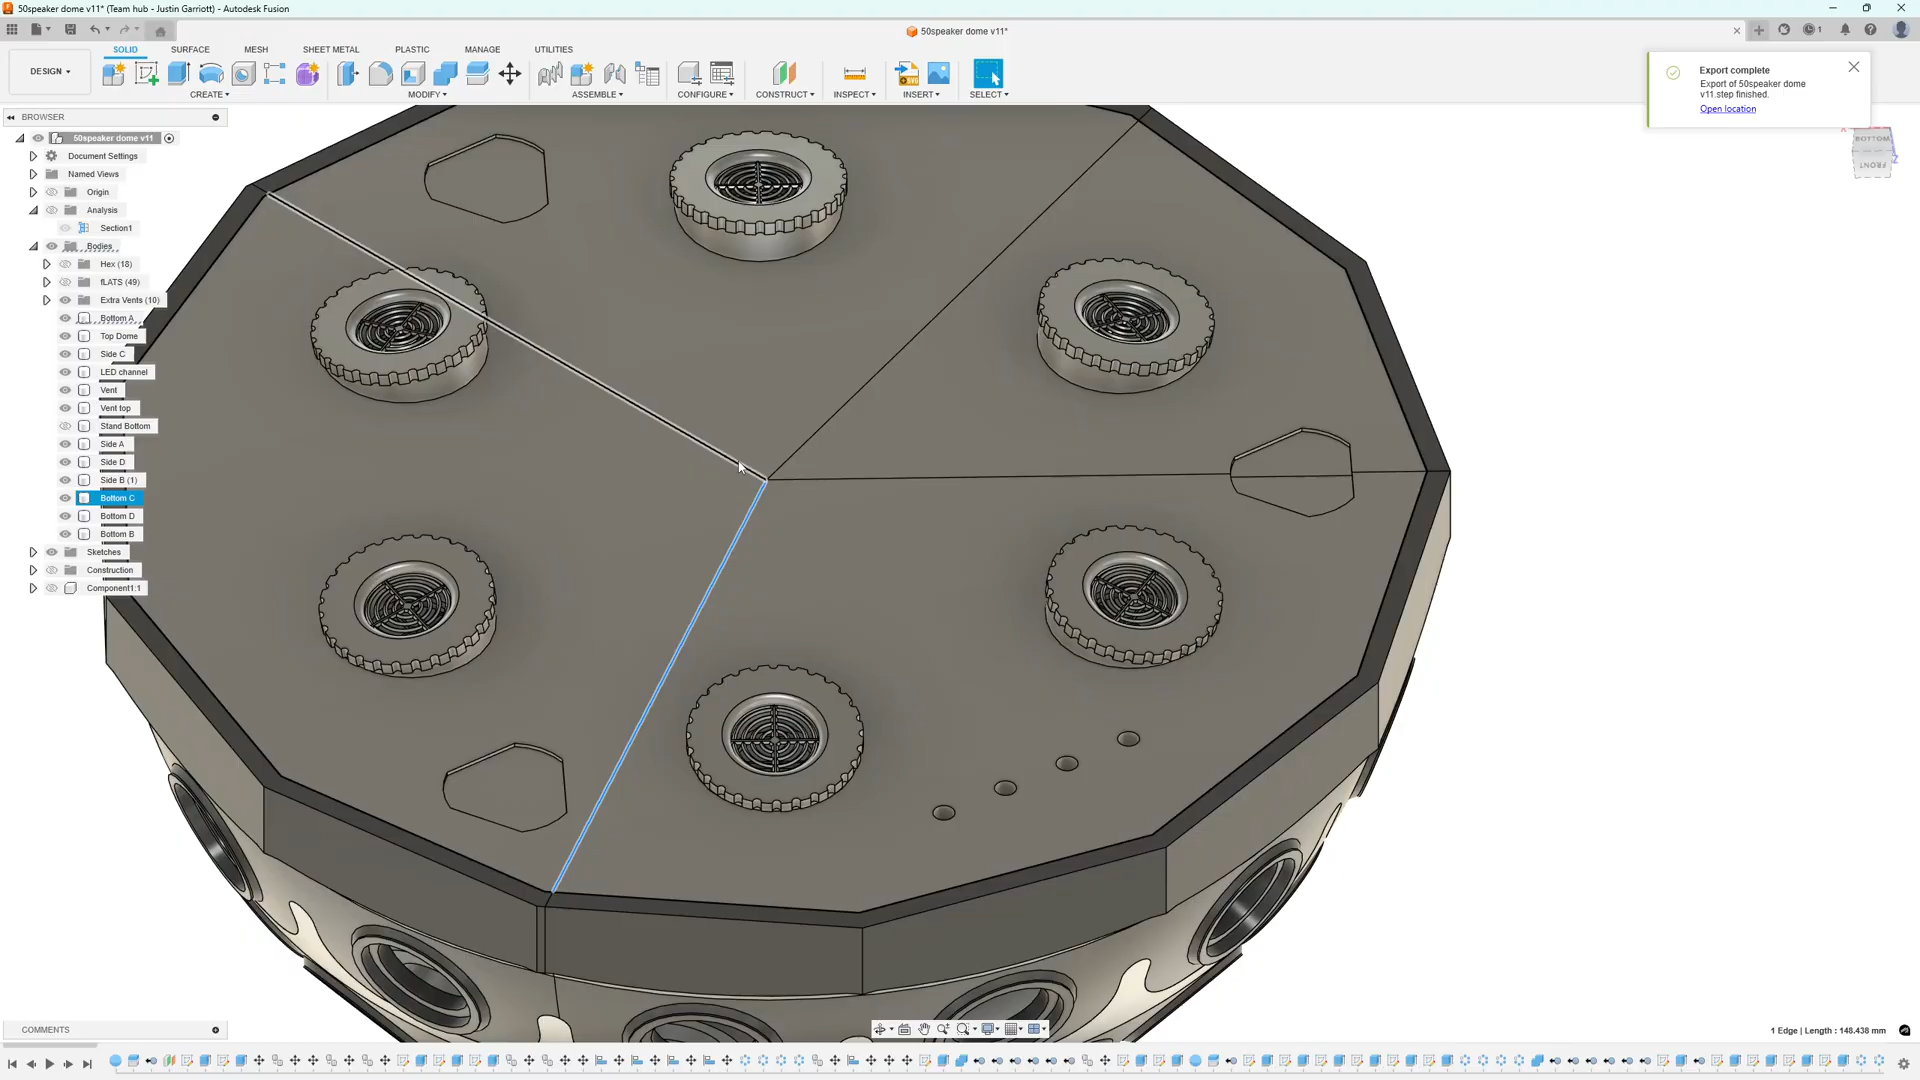 50speaker dome v11* (Team hub - Justin Garriott) - Autodesk Fusion
50speaker dome v11*
1
SOLID SURFACE MESH SHEET METAL PLASTIC MANAGE UTILITIES
DESIGN
CREATE MODIFY ASSEMBLE CONFIGURE CONSTRUCT INSPECT INSERT SELECT
Export complete
Export of 50speaker dome
v11.step finished.
Open location
BROWSER
50speaker dome v11
Document Settings
Named Views
Origin
Analysis
Section1
Bodies
Hex (18)
fLATS (49)
Extra Vents (10)
Bottom A
Top Dome
Side C
LED channel
Vent
Vent top
Stand Bottom
Side A
Side D
Side B (1)
Bottom C
Bottom D
Bottom B
Sketches
Construction
Component1:1
BOTTOM
FRONT
Z
COMMENTS
1 Edge | Length : 148.438 mm